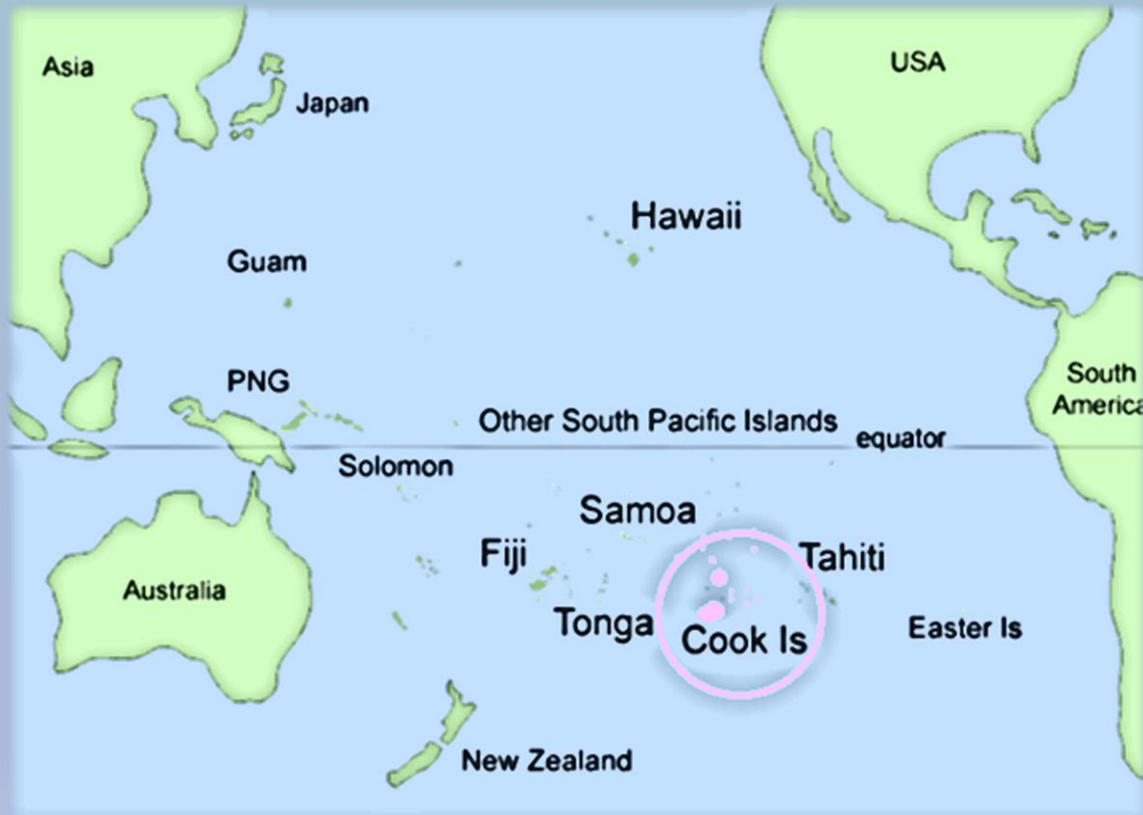 Asia
USA
Japan
Hawaii
Guam
South
America
PNG
Other South Pacific Islands
equator
Solomon
Samoa
Fiji
Tahiti
Australia
Tonga
Cook Is
Easter Is
New Zealand